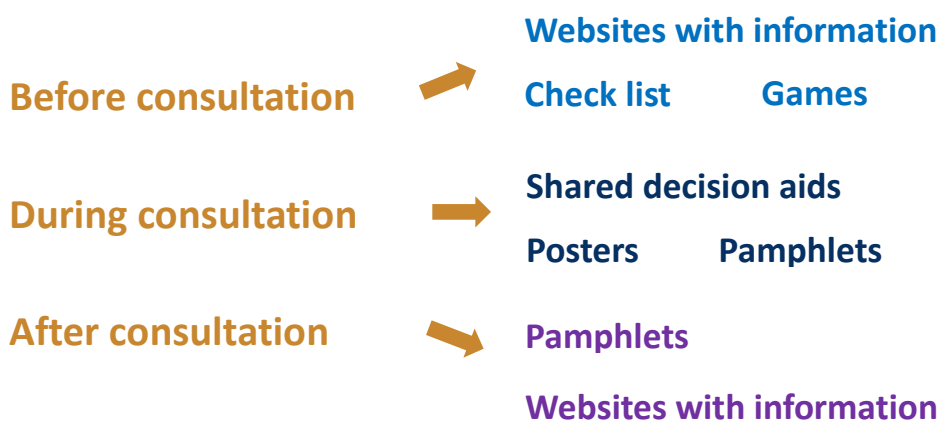 Websites with information
Before consultation
Check list Games
Shared decision aids
During consultation
Posters Pamphlets
After consultation
Pamphlets
Websites with information